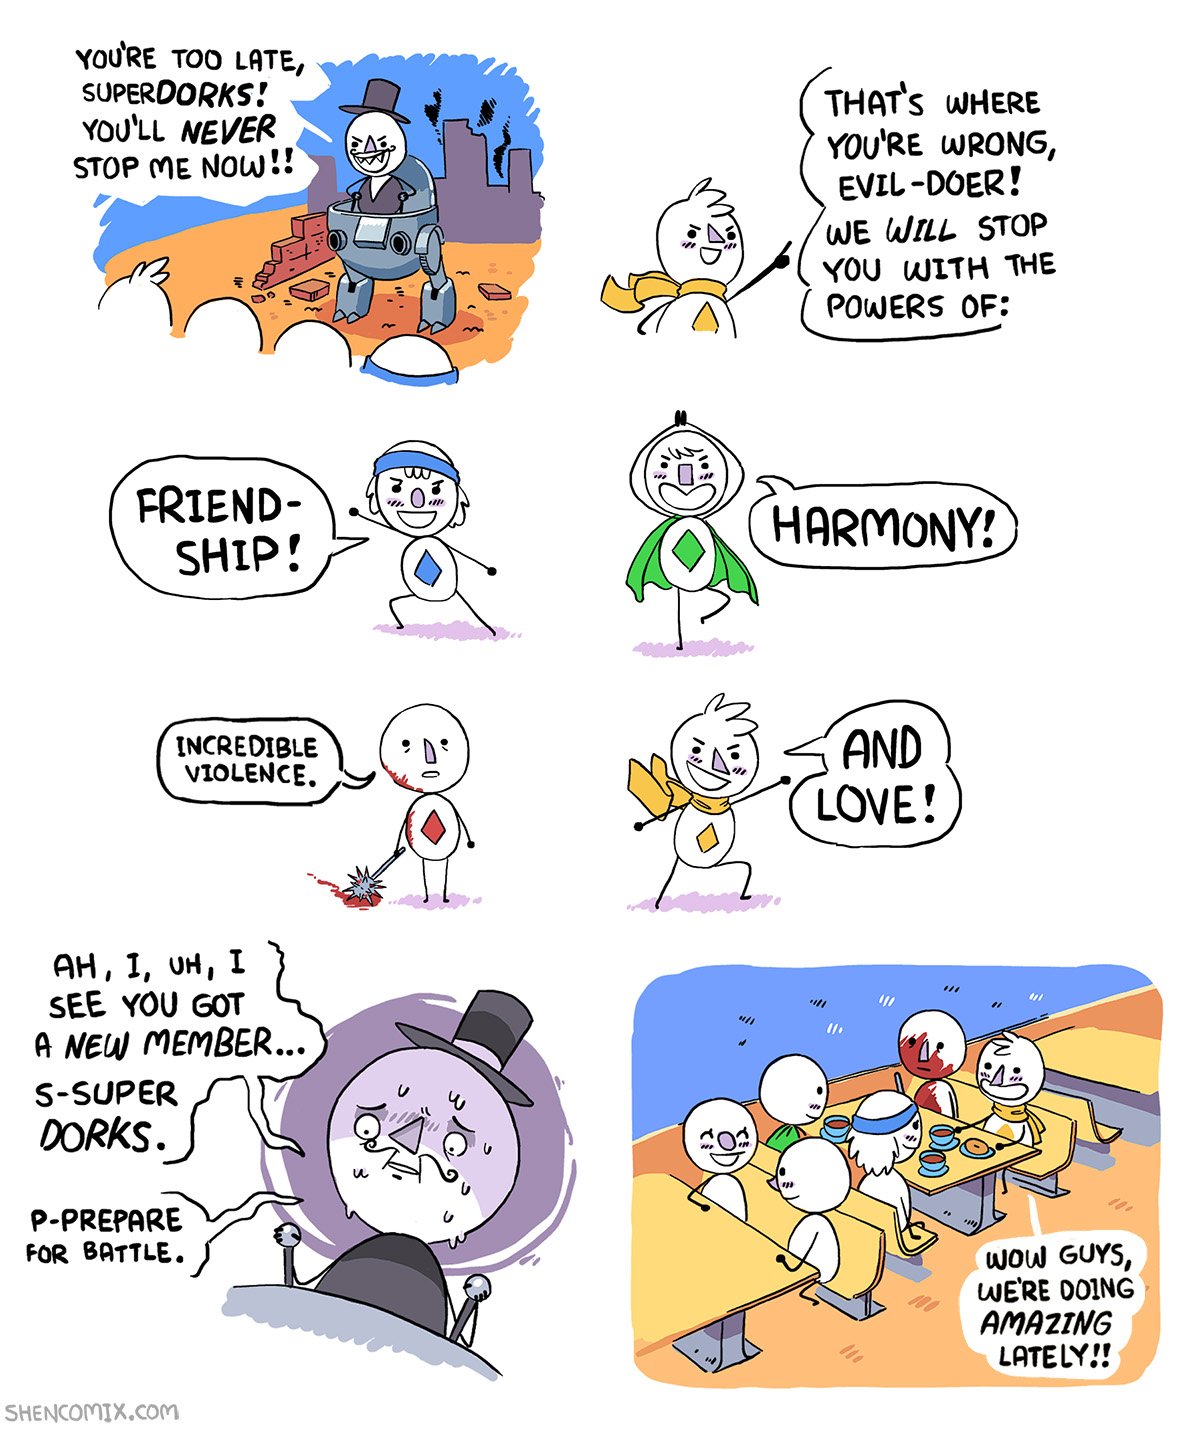 YOU'RE TOO LATE,
SUPERDORKS!
YOU'LL NEVER
STOP ME NOW!!
THAT'S WHERE
YOU'RE WRONG,
EVIL-DOER!
WE WILL STOP
YOU WITH THE
POWERS OF:
FRIEND-
SHIP!
HARMONY!
INCREDIBLE
VIOLENCE.
AND
LOVE!
AH, I, UH, I
SEE YOU GOT
A NEW MEMBER...
S-SUPER
DORKS.
P-PREPARE
FOR BATTLE.
WOW GUYS,
WE'RE DOING
AMAZING
LATELY!!
SHENCOMIX.COM